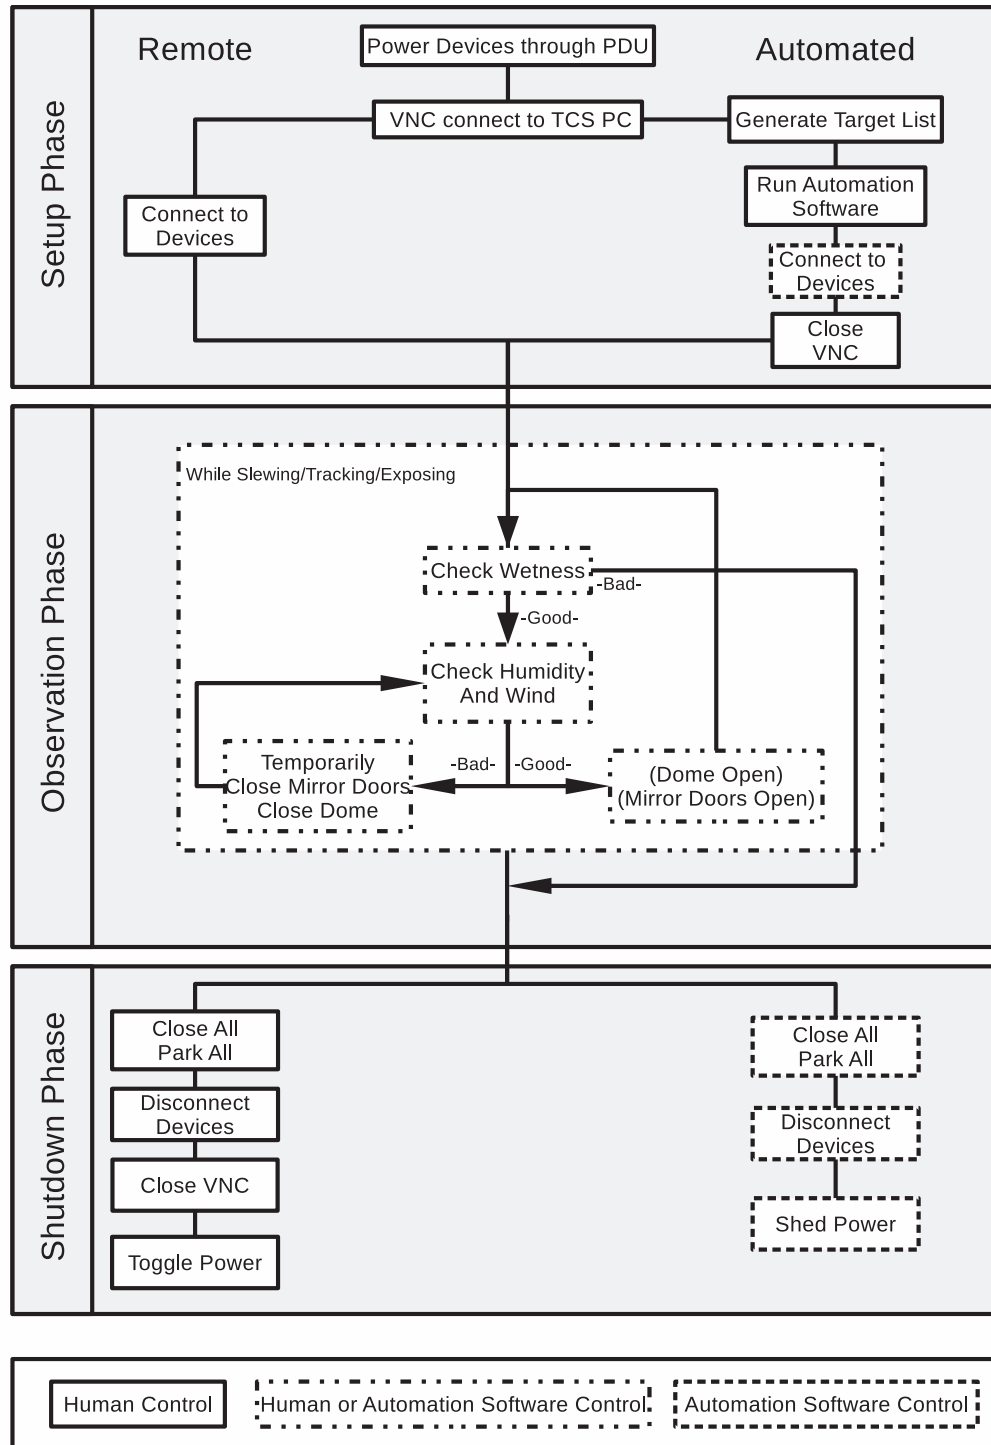 Setup Phase
Remote
Power Devices through PDU
Automated
VNC connect to TCS PC
Generate Target List
Run Automation
Software
Connect to
Devices
Connect to
Devices
Close
VNC
Observation Phase
While Slewing/Tracking/Exposing
Check Wetness
-Bad-
-Good-
Check Humidity
And Wind
-Bad-
-Good-
Temporarily
Close Mirror Doors
Close Dome
(Dome Open)
(Mirror Doors Open)
Shutdown Phase
Close All
Park All
Disconnect
Devices
Close VNC
Toggle Power
Close All
Park All
Disconnect
Devices
Shed Power
Human Control
Human or Automation Software Control
Automation Software Control